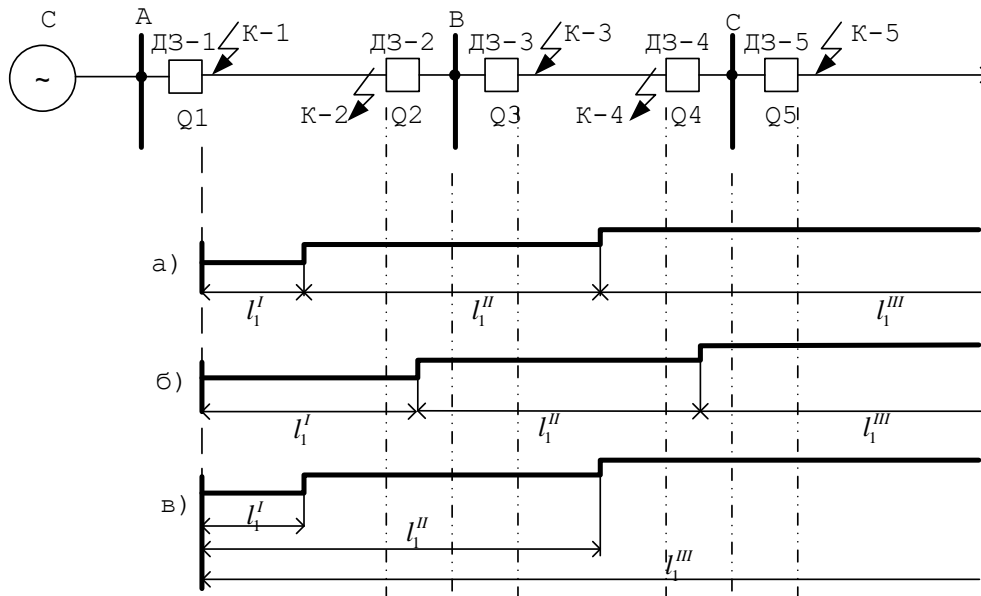 С А В С
ДЗ-1 К-1 ДЗ-2 ДЗ-3 К-3 ДЗ-4 ДЗ-5 К-5
~
Q1 К-2 Q2 Q3 К-4 Q4 Q5
а)
l₁ᴵ l₁ᴵᴵ l₁ᴵᴵᴵ
б)
l₁ᴵ l₁ᴵᴵ l₁ᴵᴵᴵ
в)
l₁ᴵ
l₁ᴵᴵ
l₁ᴵᴵᴵ